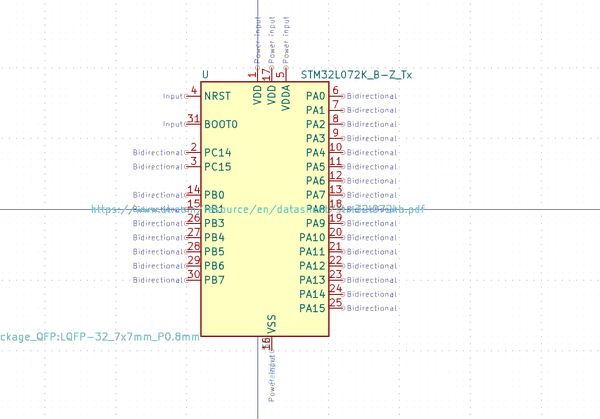 Power input
Power input
Power input
1
17
5
U
STM32L072K_B-Z_Tx
VDD
VDD
VDDA
Input 4 NRST
PA0 6 Bidirectional
PA1 7 Bidirectional
Input 31 BOOT0
PA2 8 Bidirectional
PA3 9 Bidirectional
Bidirectional 2 PC14
PA4 10 Bidirectional
Bidirectional 3 PC15
PA5 11 Bidirectional
PA6 12 Bidirectional
Bidirectional 14 PB0
PA7 13 Bidirectional
15 PB1
PA8 18
Bidirectional 26 PB3
PA9 19 Bidirectional
Bidirectional 27 PB4
PA10 20 Bidirectional
Bidirectional 28 PB5
PA11 21 Bidirectional
Bidirectional 29 PB6
PA12 22 Bidirectional
Bidirectional 30 PB7
PA13 23 Bidirectional
PA14 24 Bidirectional
PA15 25 Bidirectional
VSS
ckage_QFP:LQFP-32_7x7mm_P0.8mm
16